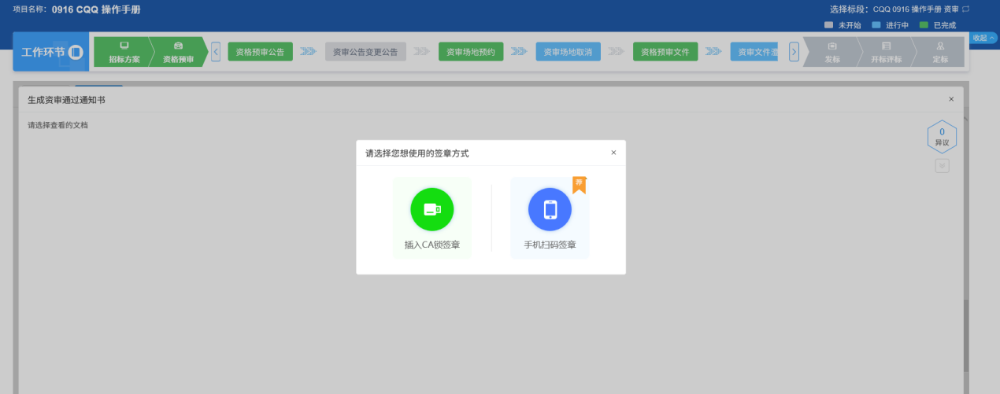 项目名称: 0916 CQQ 操作手册
选择标段: CQQ 0916 操作手册 资审
未开始 进行中 已完成
收起
工作环节
招标方案
资格预审
资格预审公告
资审公告变更公告
资审场地预约
资审场地取消
资格预审文件
资审文件澄
发标
开标评标
定标
生成资审通过通知书
×
请选择查看的文档
0
异议
请选择您想使用的签章方式
×
荐
插入CA锁签章
手机扫码签章